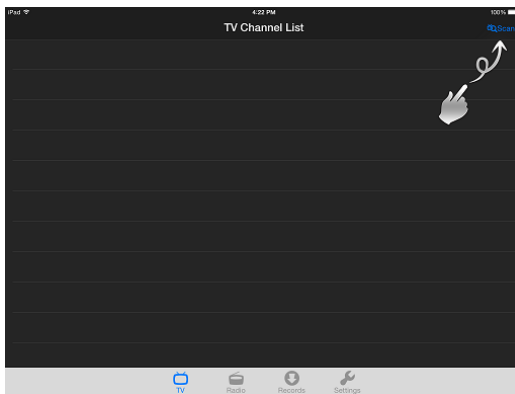 iPad 4:22 PM 100%
TV Channel List
Scan
TV Radio Records Settings